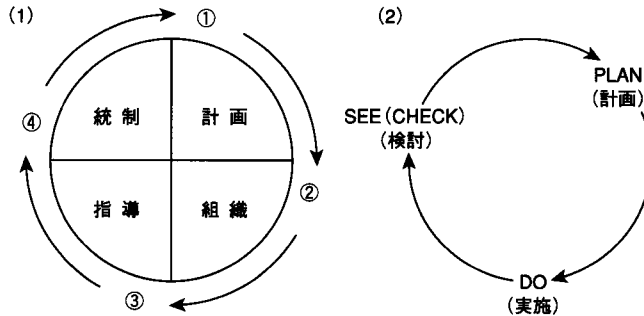 (1)
①
統制
計画
④
②
指導
組織
③
(2)
PLAN
(計画)
SEE(CHECK)
(検討)
DO
(実施)